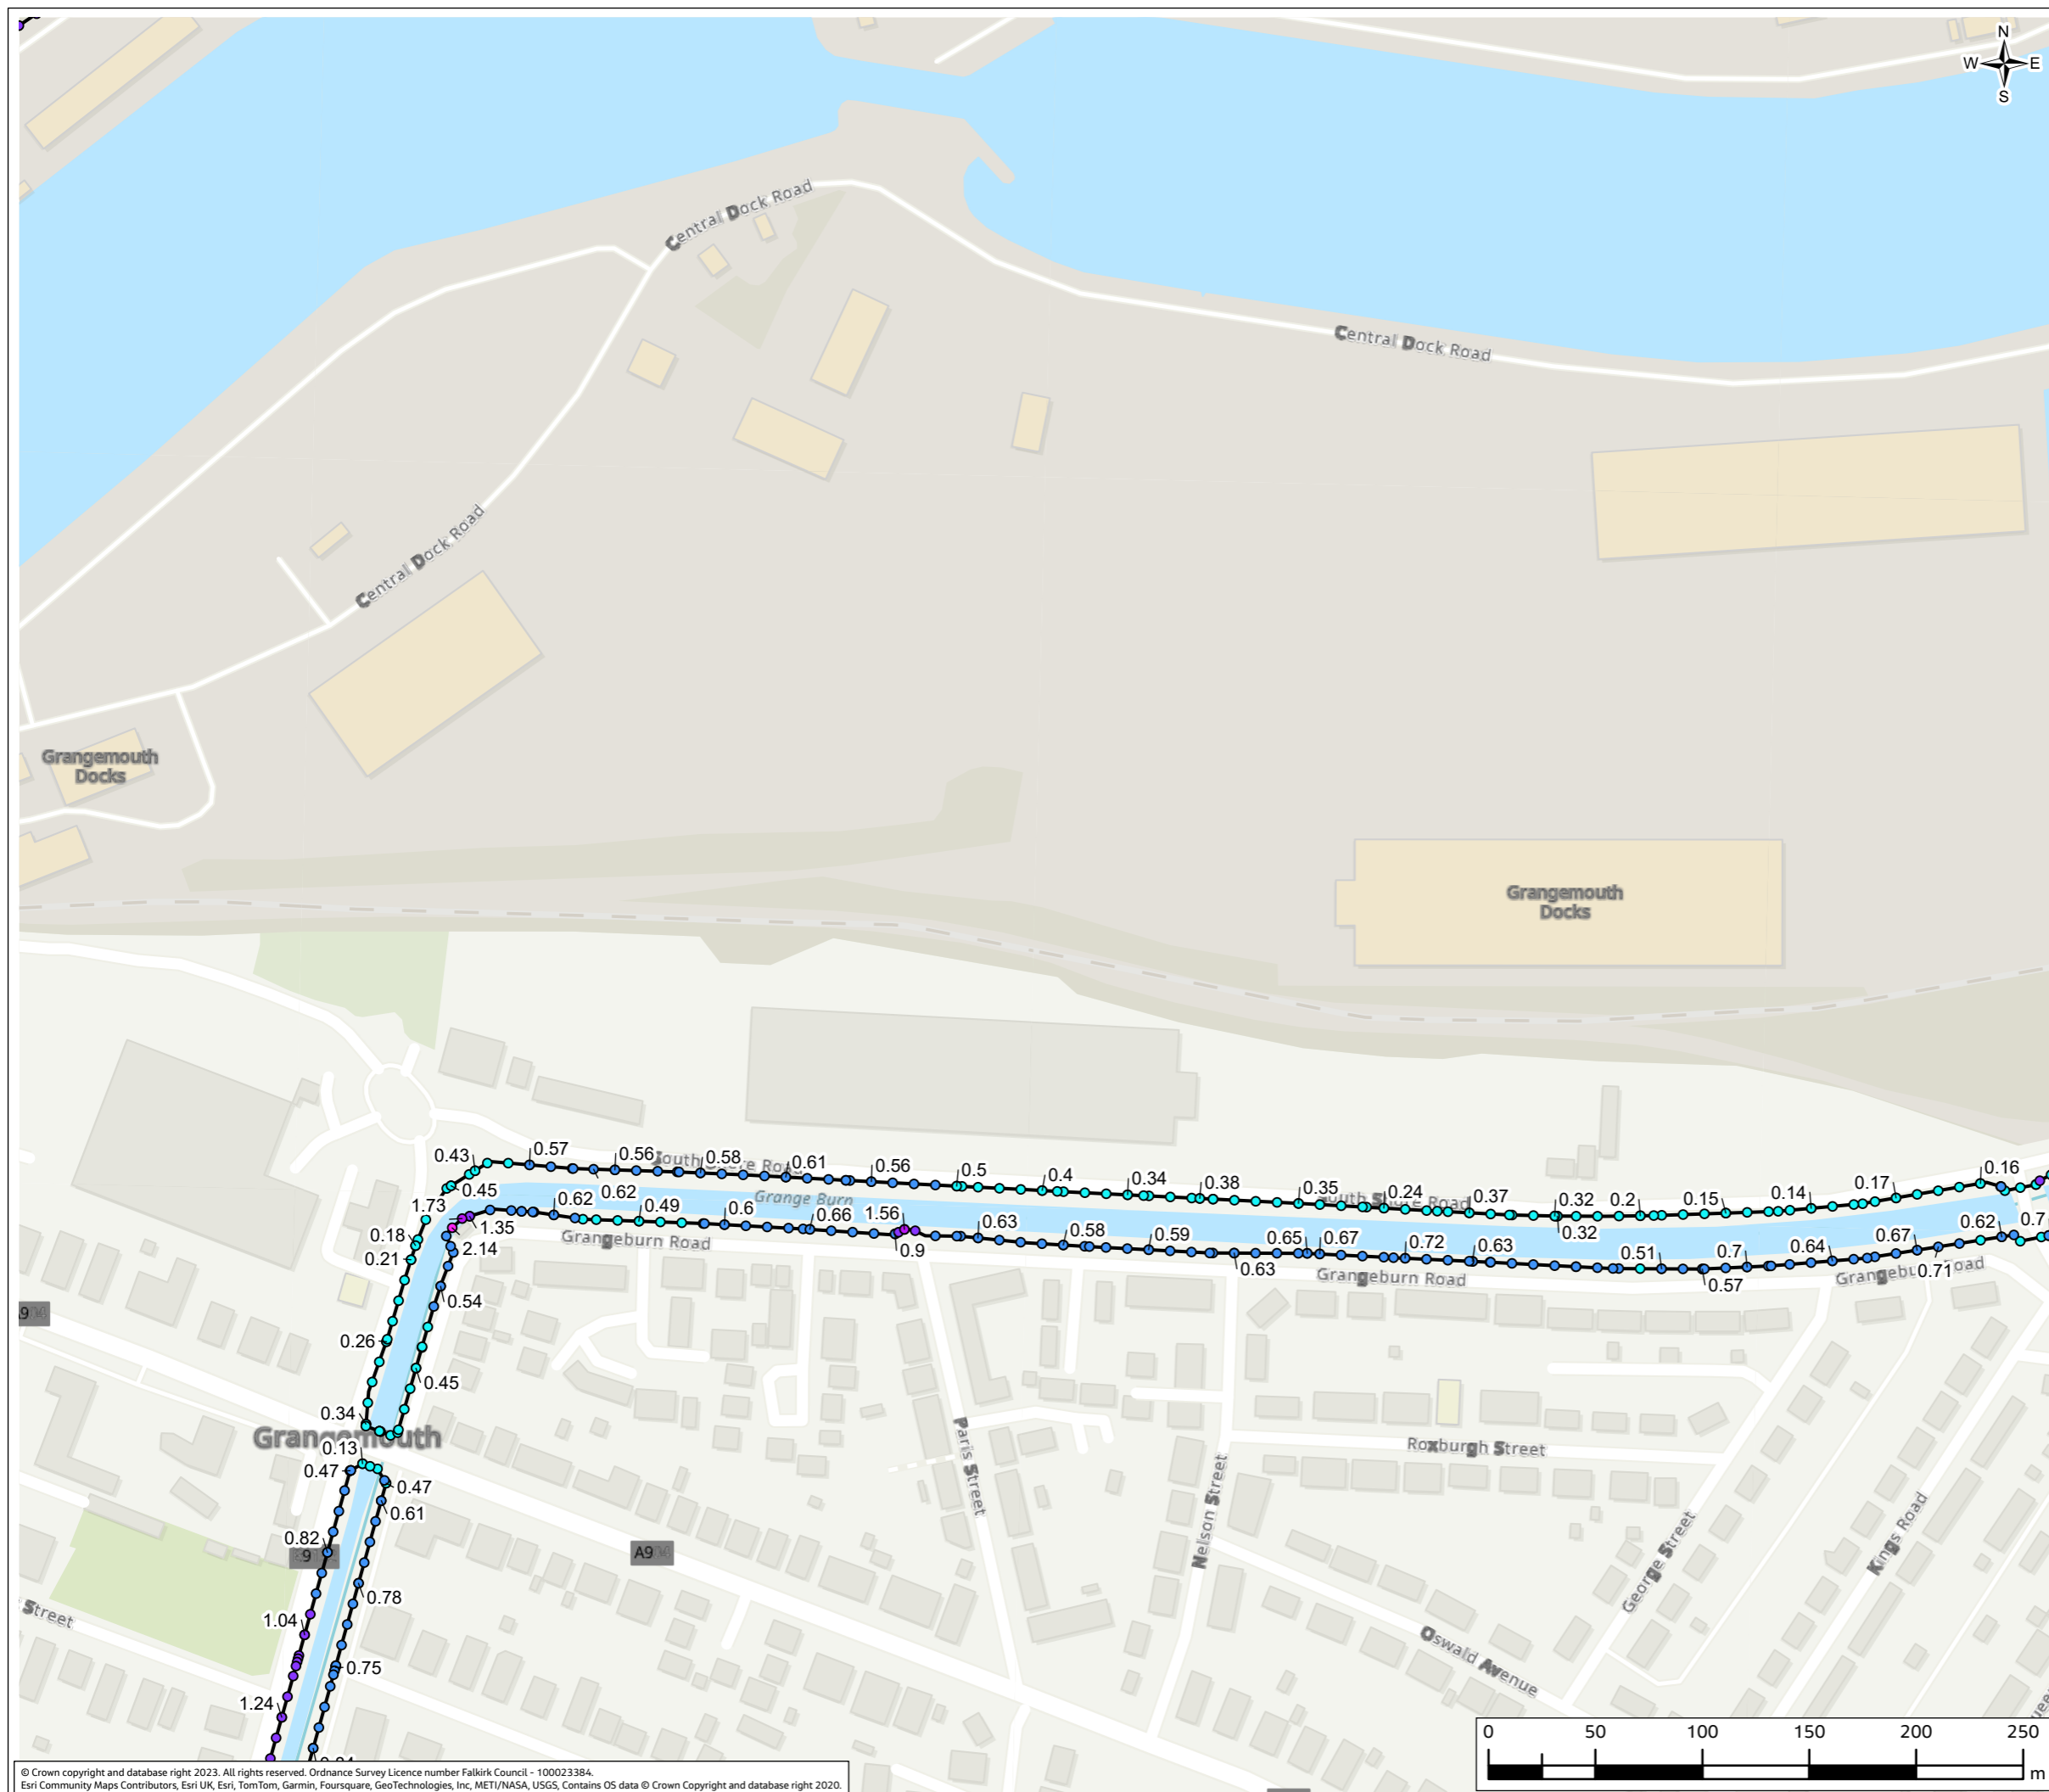 N
W E
S
Central Dock Road
Central Dock Road
Central Dock Road
Grangemouth
Docks
Grangemouth
Docks
0.43
0.57
0.56
0.58
0.61
0.56
0.5
0.4
0.34
0.38
0.35
0.24
0.37
0.32
0.2
0.15
0.14
0.17
0.16
South Shore Road
South Shore Road
Grange Burn
0.45
0.62
0.32
1.73
1.35
0.62
0.49
0.6
0.66
1.56
0.9
0.63
0.58
0.59
0.63
0.65
0.67
0.72
0.63
0.51
0.57
0.7
0.64
0.67
0.71
0.62
0.7
Grangeburn Road
Grangeburn Road
Grangeburn Road
0.18
0.21
2.14
0.54
0.26
0.45
0.34
Grangemouth
0.13
0.47
0.47
0.61
0.82
0.78
1.04
0.75
1.24
A904
Street
Paris Street
Nelson Street
Roxburgh Street
George Street
Kings Road
Oswald Avenue
0 50 100 150 200 250
m
© Crown copyright and database right 2023. All rights reserved. Ordnance Survey Licence number Falkirk Council - 100023384.
Esri Community Maps Contributors, Esri UK, Esri, TomTom, Garmin, Foursquare, GeoTechnologies, Inc, METI/NASA, USGS, Contains OS data © Crown Copyright and database right 2020.